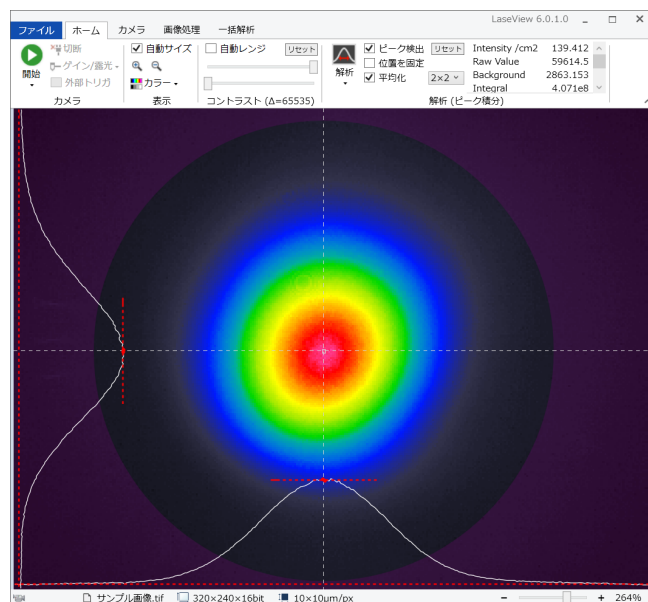 LaseView 6.0.1.0
ファイル ホーム カメラ 画像処理 一括解析
開始
切断
ゲイン/露光
外部トリガ
カメラ
自動サイズ
カラー
表示
自動レンジ リセット
コントラスト (Δ=65535)
解析
ピーク検出 リセット
位置を固定
平均化 2×2
Intensity /cm2 139.412
Raw Value 59614.5
Background 2863.153
Integral 4.071e8
解析 (ピーク積分)
サンプル画像.tif 320×240×16bit 10×10μm/px − + 264%